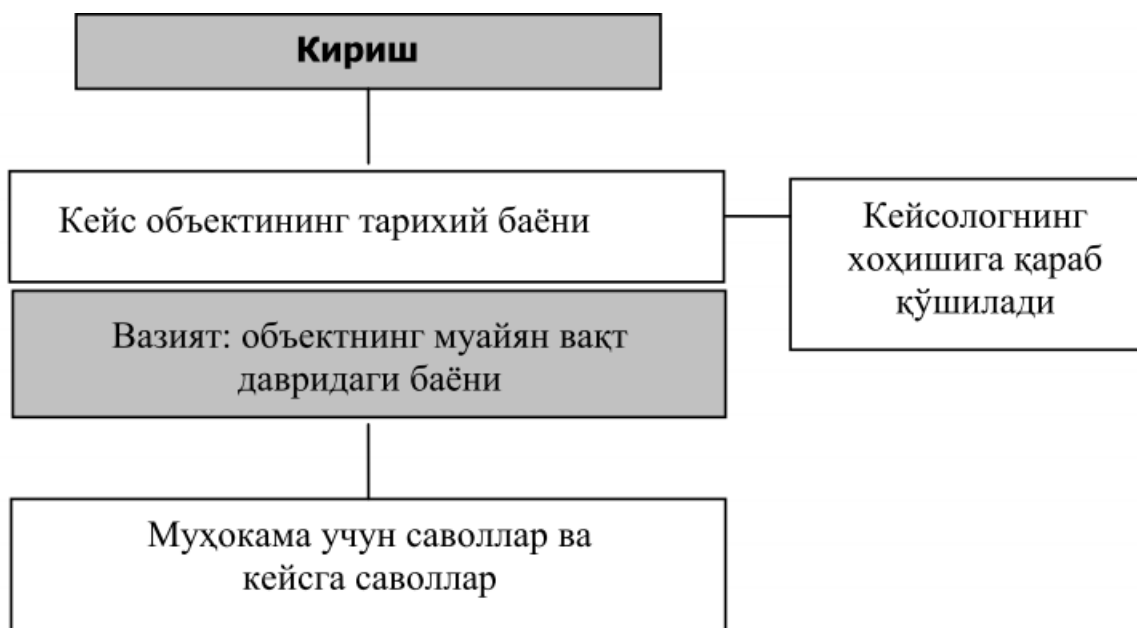 Кириш
Кейс объектининг тарихий баёни
Кейсологнинг
хоҳишига қараб
қўшилади
Вазият: объектнинг муайян вақт
давридаги баёни
Муҳокама учун саволлар ва
кейсга саволлар